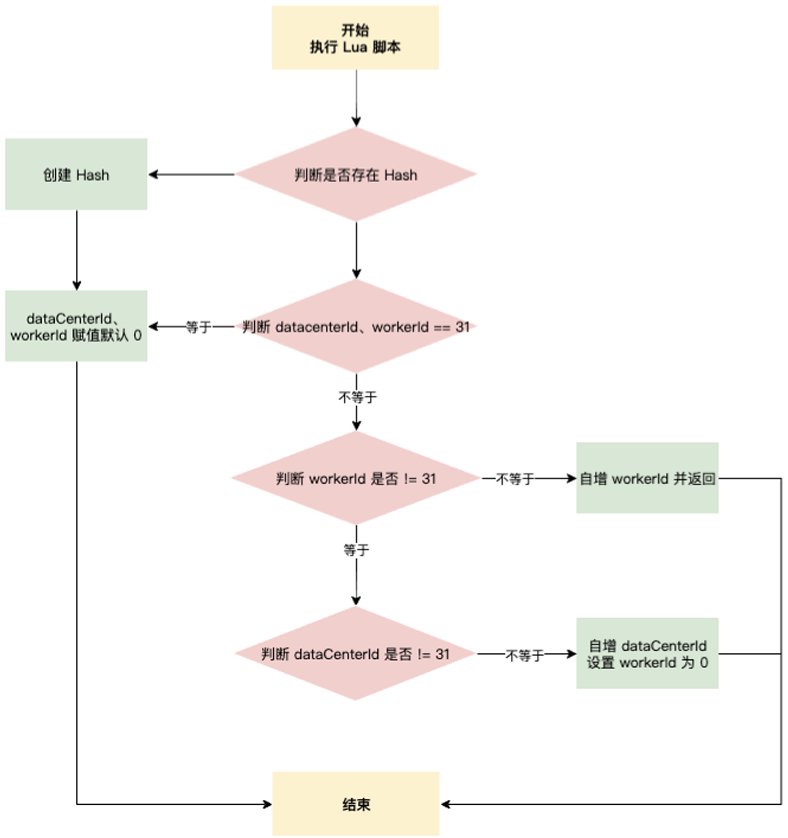 开始
执行 Lua 脚本
判断是否存在 Hash
创建 Hash
dataCenterId、
workerId 赋值默认 0
等于
判断 datacenterId、workerId == 31
不等于
判断 workerId 是否 != 31
不等于
自增 workerId 并返回
等于
判断 dataCenterId 是否 != 31
不等于
自增 dataCenterId
设置 workerId 为 0
结束